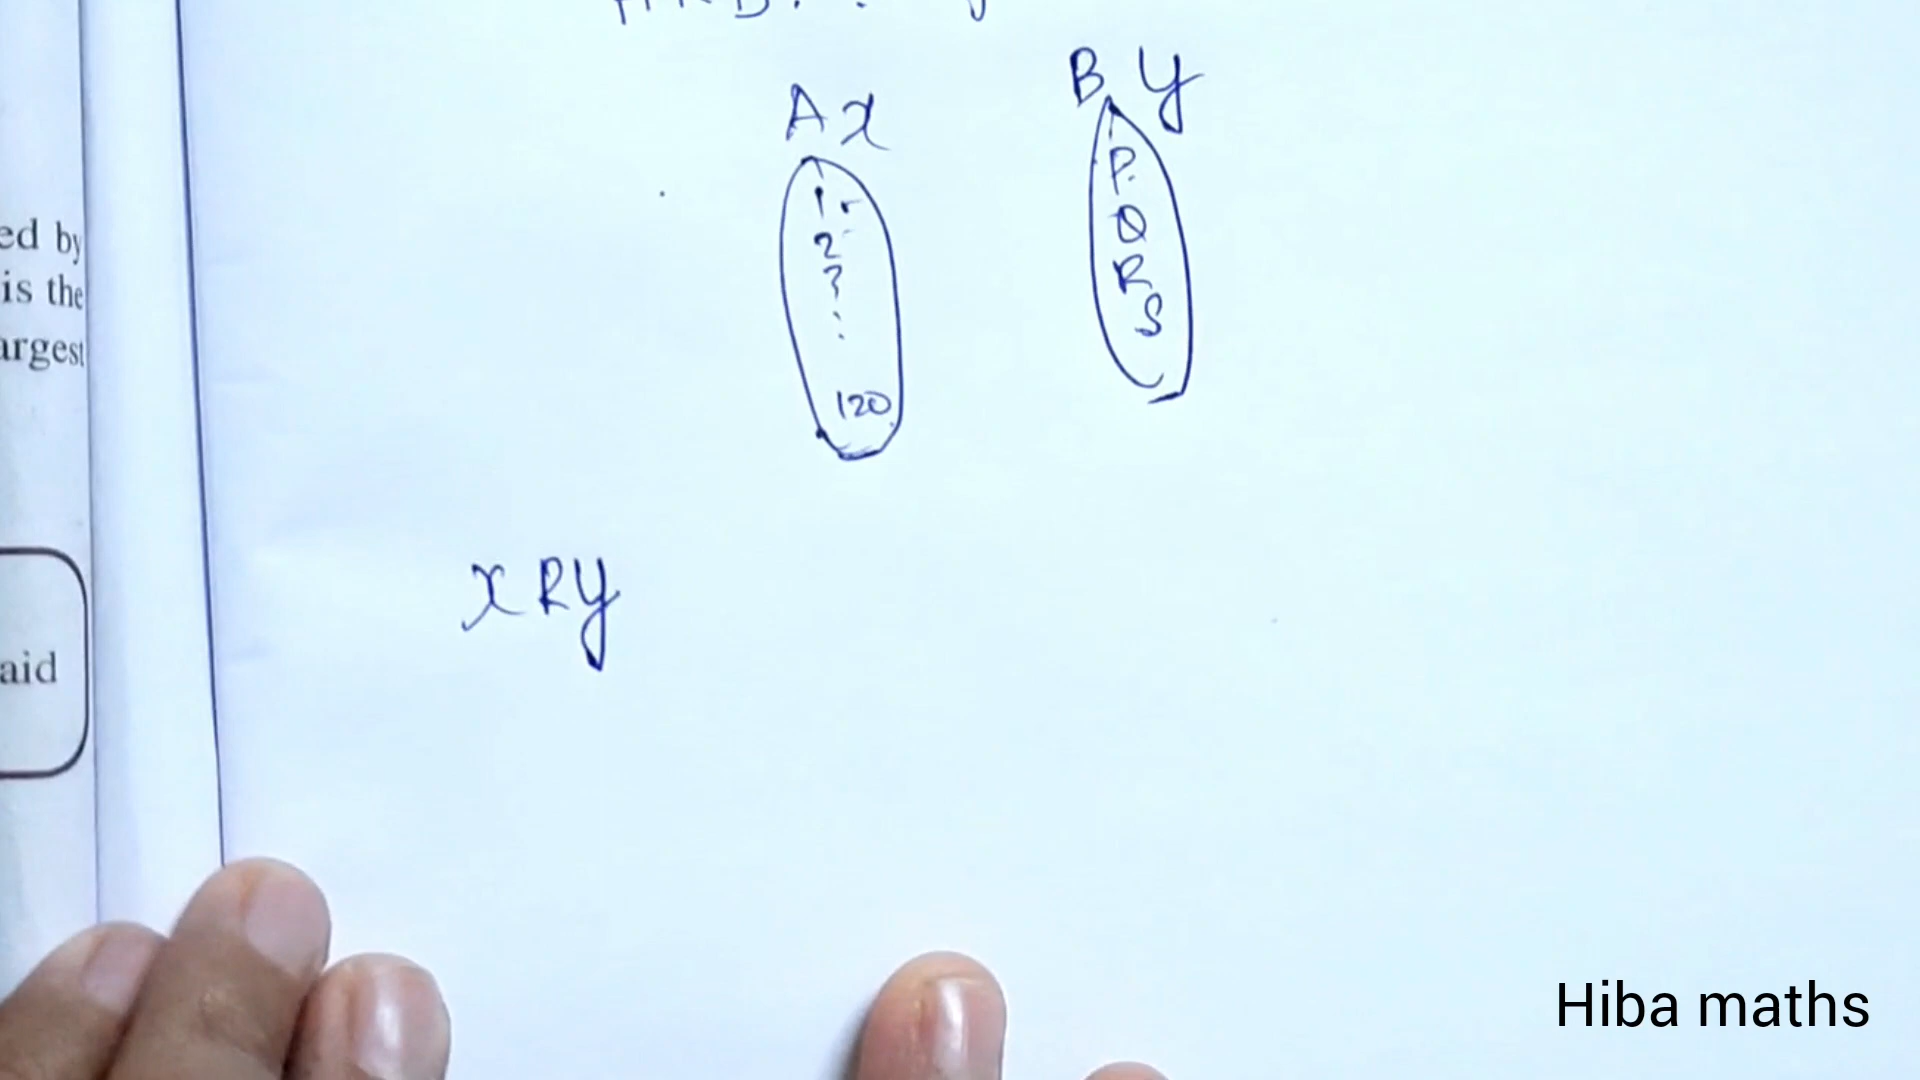 A x
B y
1
2
3
120
P
Q
R
S
x R y
ed by
is the
argest
aid
Hiba maths